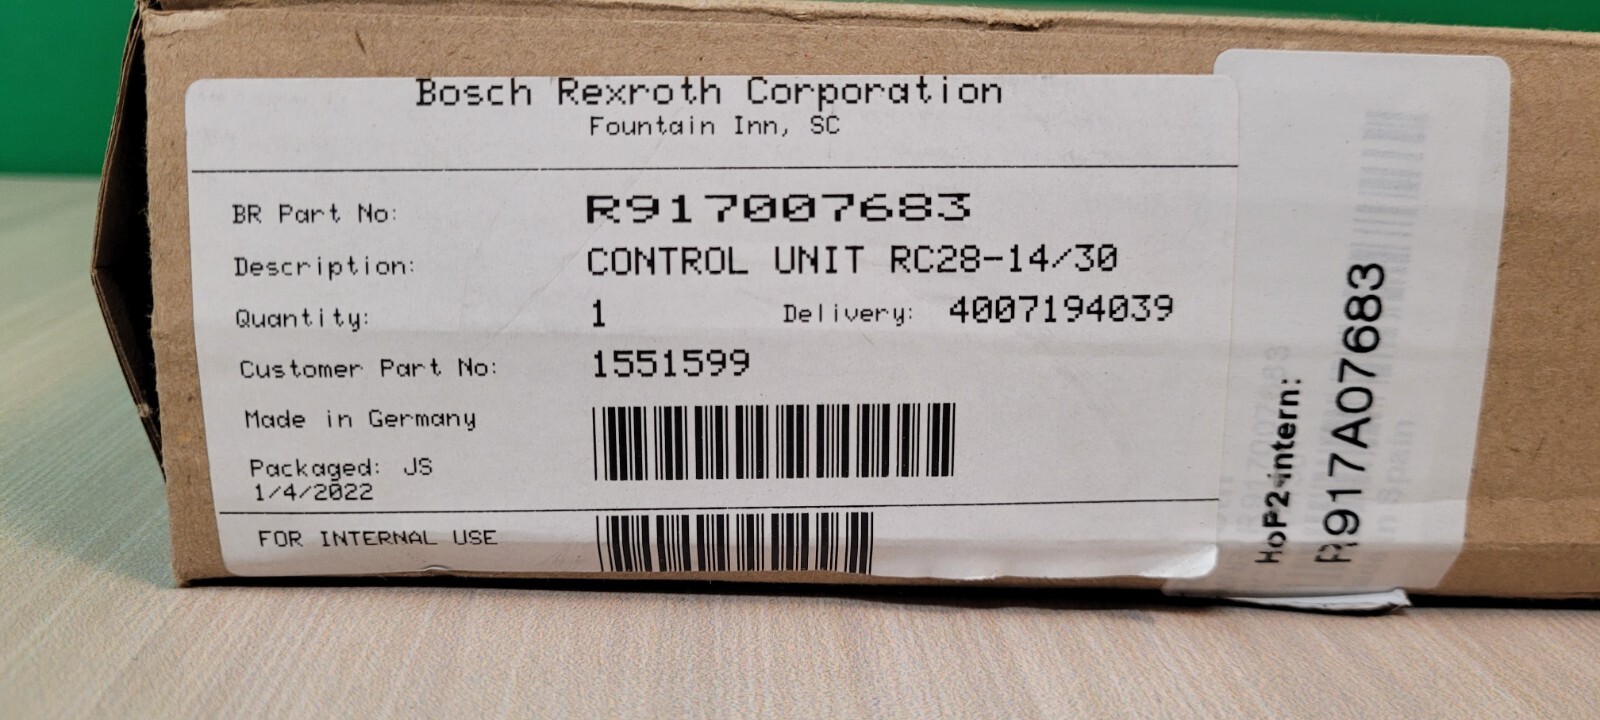 Bosch Rexroth Corporation
Fountain Inn, SC
BR Part No: R917007683
Description: CONTROL UNIT RC28-14/30
Quantity: 1 Delivery: 4007194039
Customer Part No: 1551599
Made in Germany
Packaged: JS
1/4/2022
FOR INTERNAL USE
HoP2-intern:
R917A07683